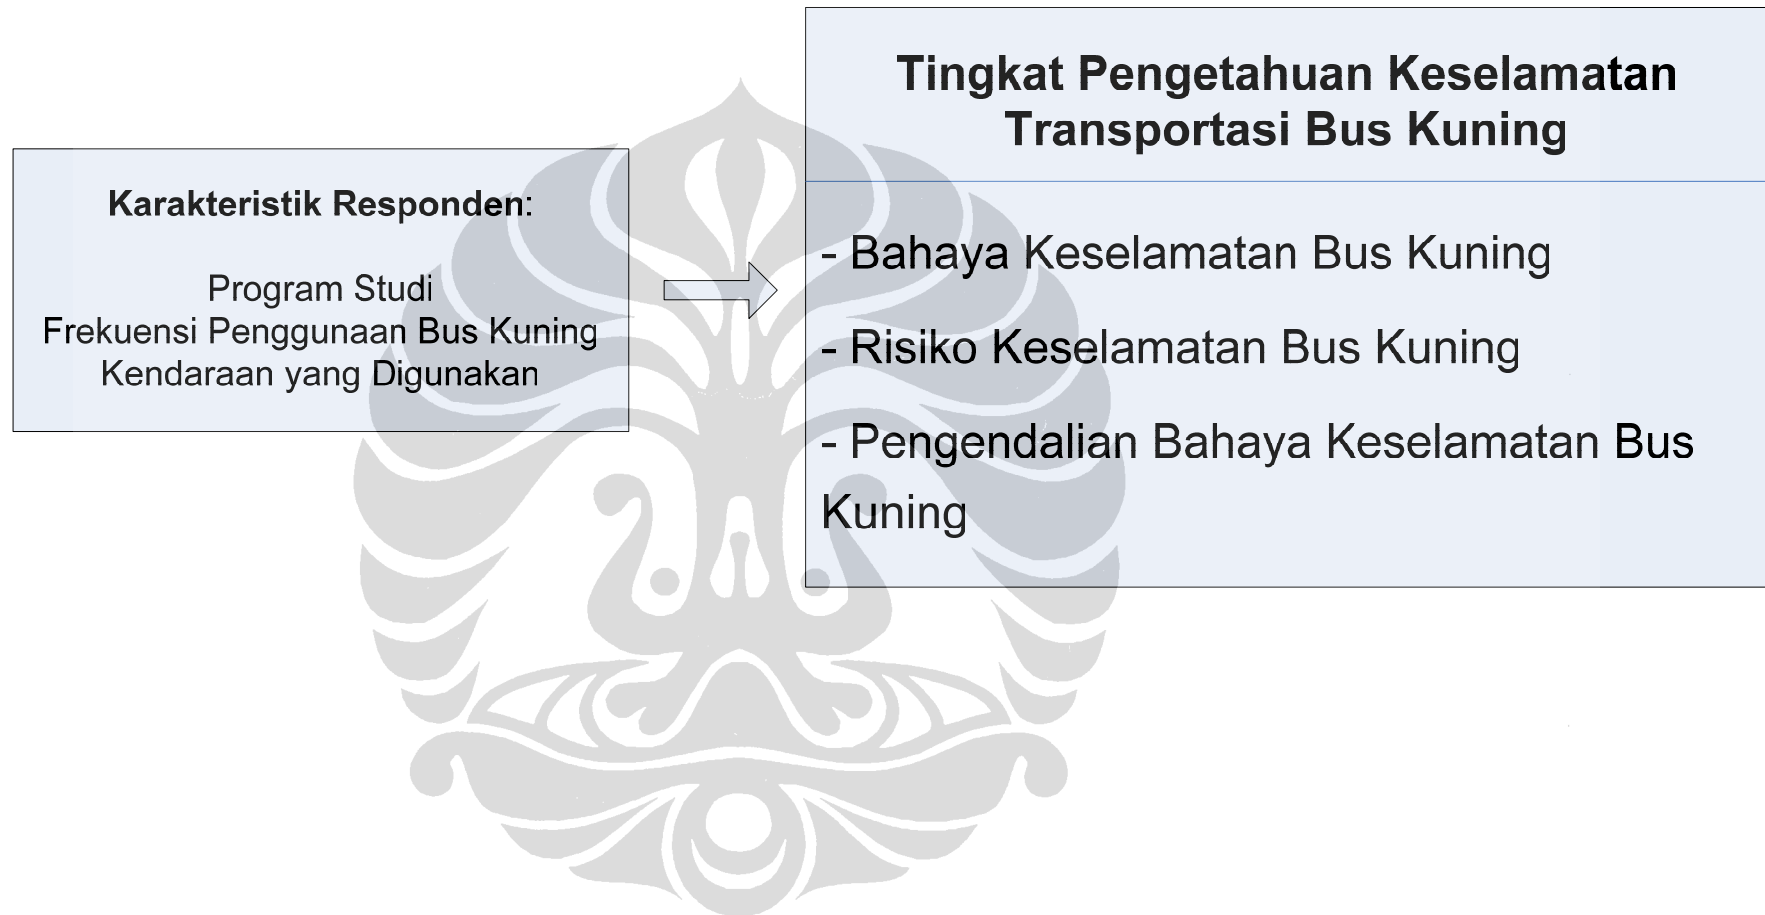 Karakteristik Responden:
Program Studi
Frekuensi Penggunaan Bus Kuning
Kendaraan yang Digunakan
Tingkat Pengetahuan Keselamatan
Transportasi Bus Kuning
- Bahaya Keselamatan Bus Kuning
- Risiko Keselamatan Bus Kuning
- Pengendalian Bahaya Keselamatan Bus
Kuning